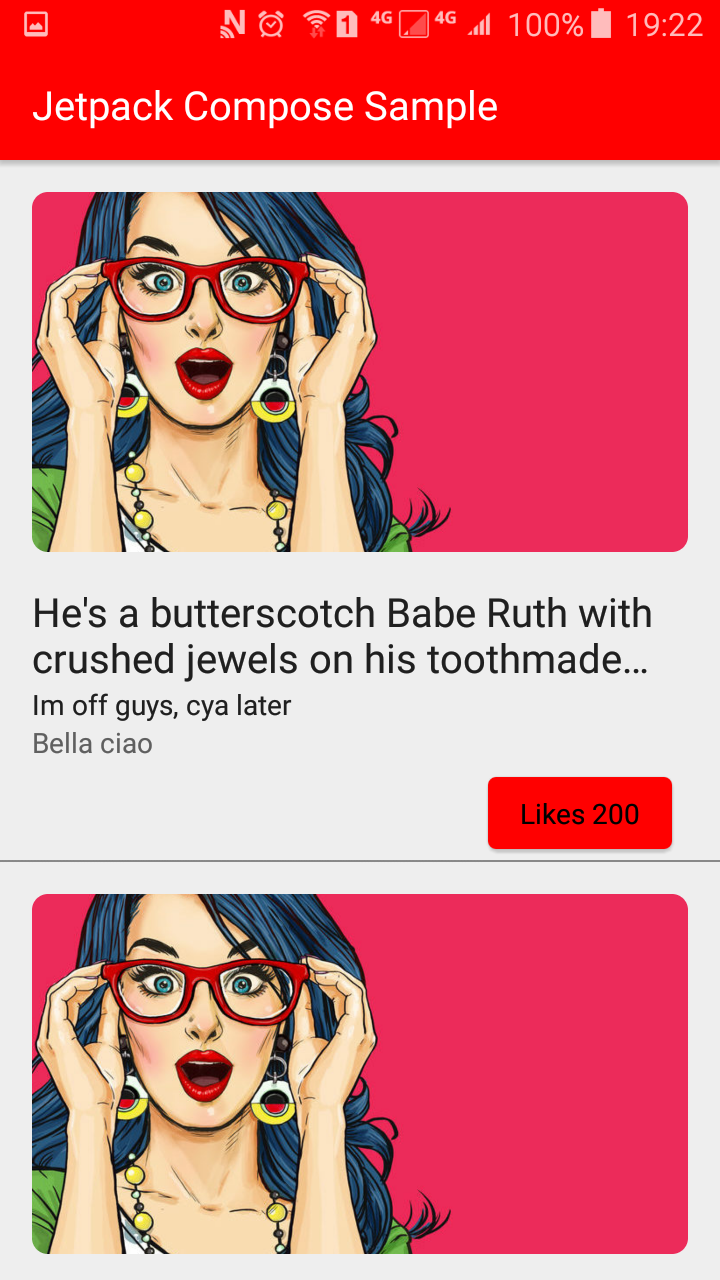 1 4G 4G 100% 19:22
Jetpack Compose Sample
He's a butterscotch Babe Ruth with
crushed jewels on his toothmade…
Im off guys, cya later
Bella ciao
Likes 200